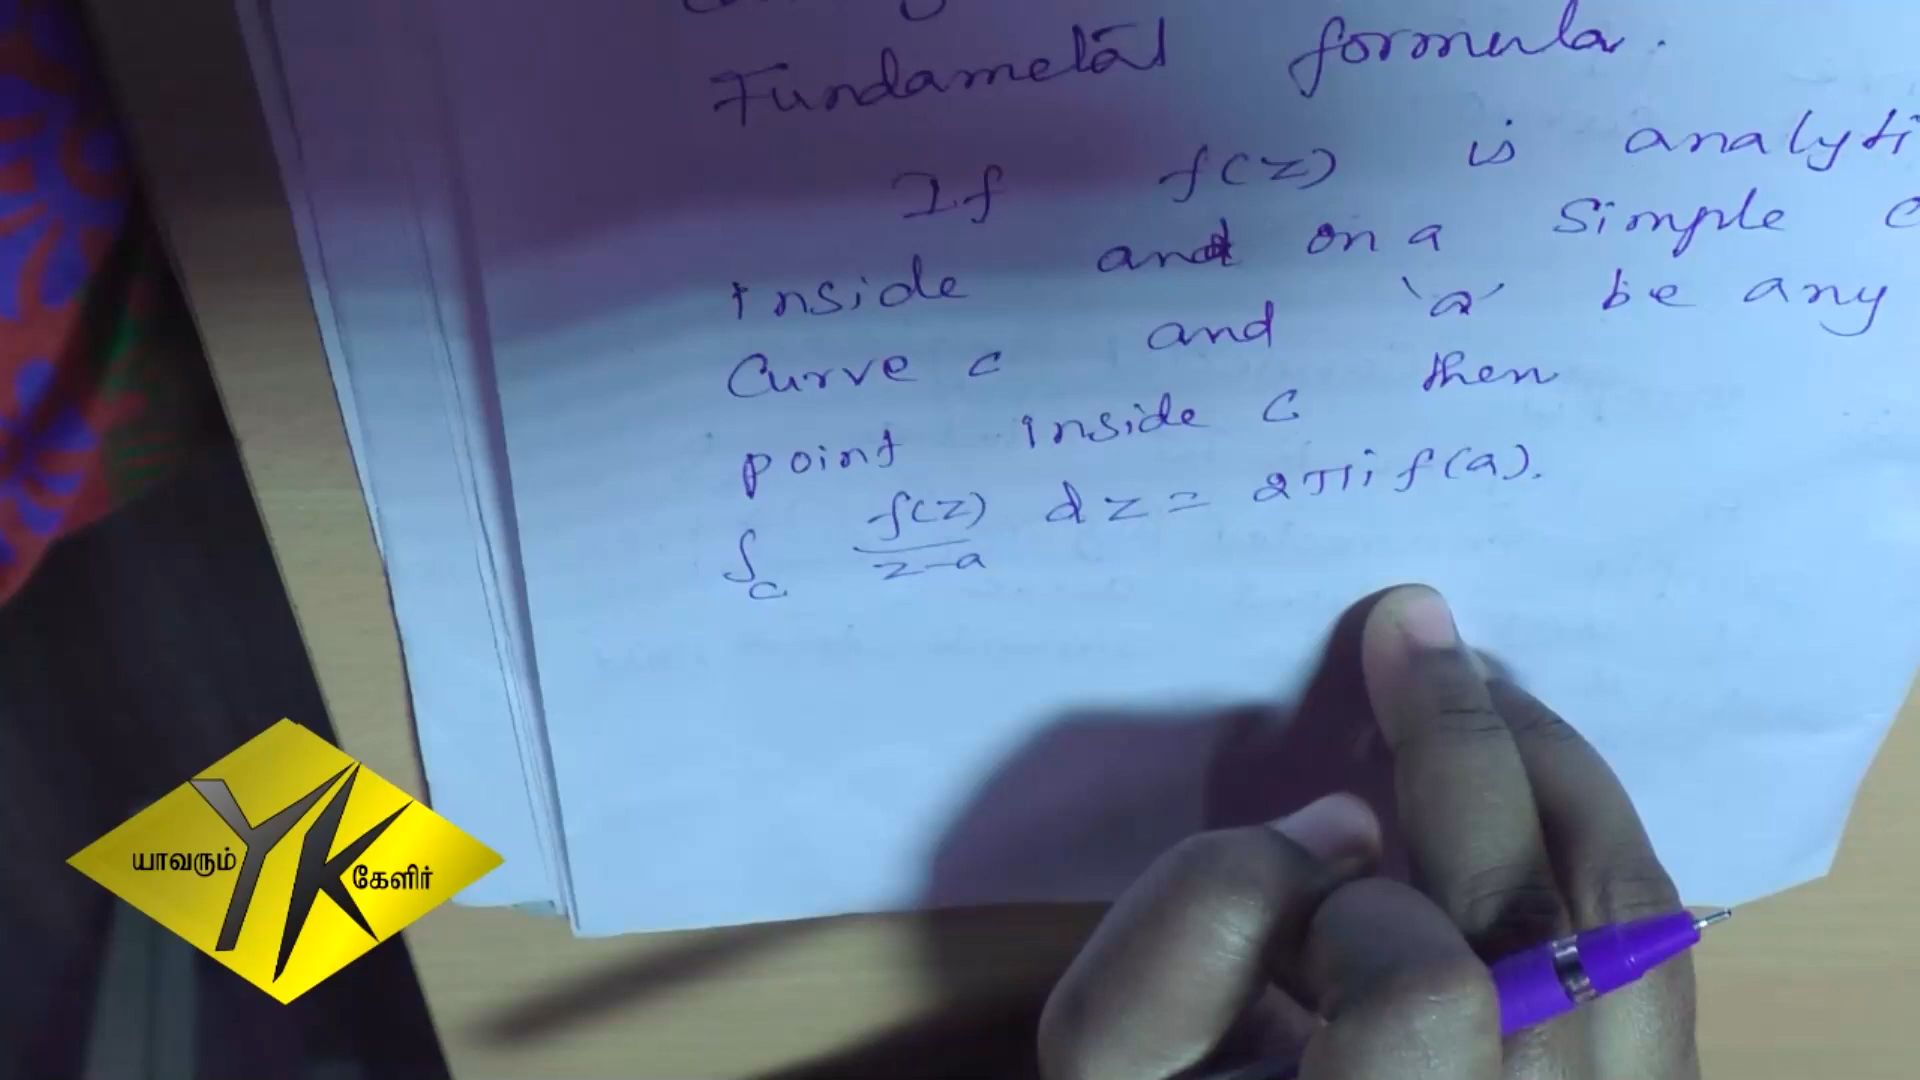 Fundametal formula.
If f(z) is analyti
inside and on a simple
Curve c and 'a' be any
point inside c then
∫c f(z)/z-a dz = 2πi f(a).
யாவரும் YK கேளிர்